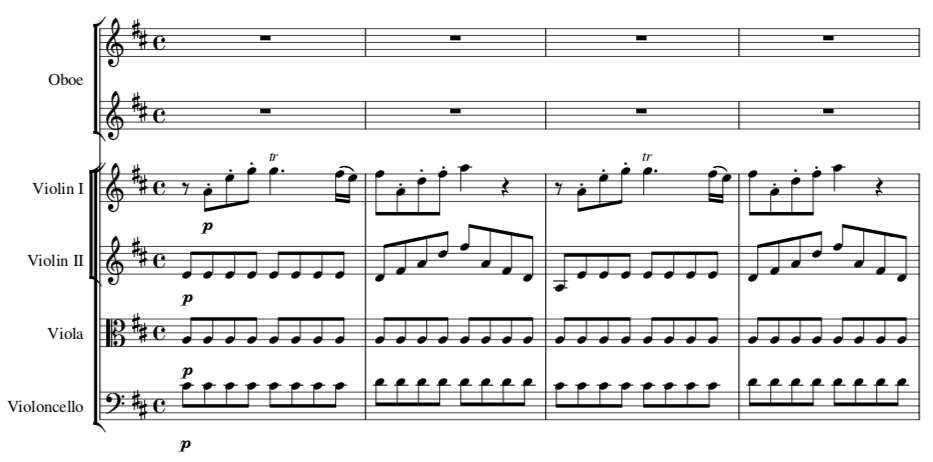 Oboe
tr tr
Violin I
p
Violin II
p
Viola
p
Violoncello
p